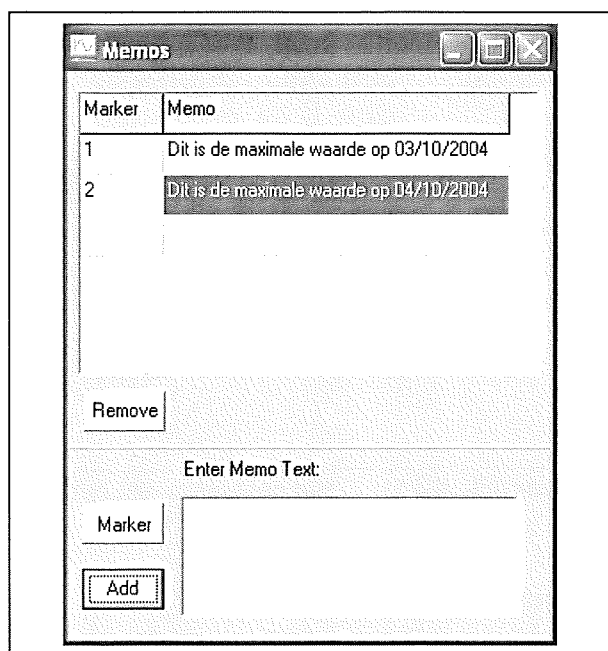 Memos
Marker Memo
1 Dit is de maximale waarde op 03/10/2004
2 Dit is de maximale waarde op 04/10/2004
Remove
Enter Memo Text:
Marker
Add